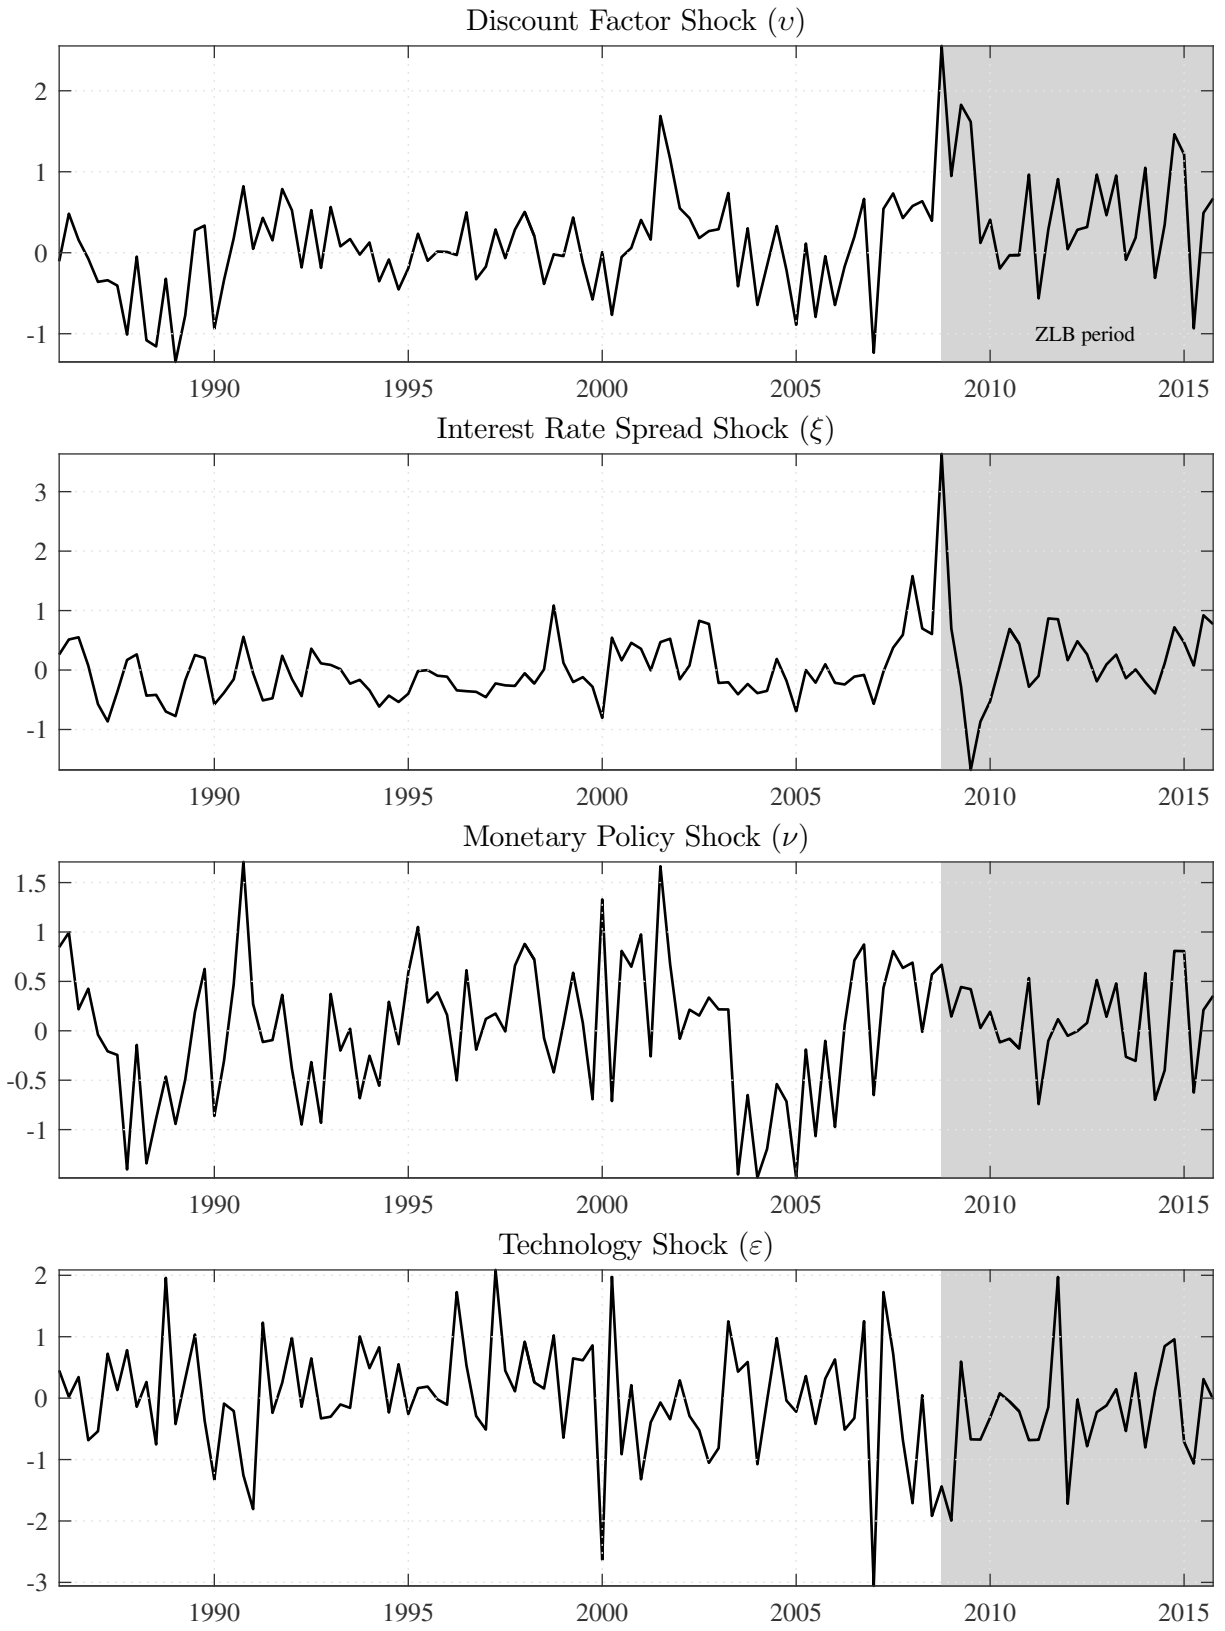 Discount Factor Shock (υ)
2
1
0
-1
ZLB period
1990 1995 2000 2005 2010 2015
Interest Rate Spread Shock (ξ)
3
2
1
0
-1
1990 1995 2000 2005 2010 2015
Monetary Policy Shock (ν)
1.5
1
0.5
0
-0.5
-1
1990 1995 2000 2005 2010 2015
Technology Shock (ε)
2
1
0
-1
-2
-3
1990 1995 2000 2005 2010 2015